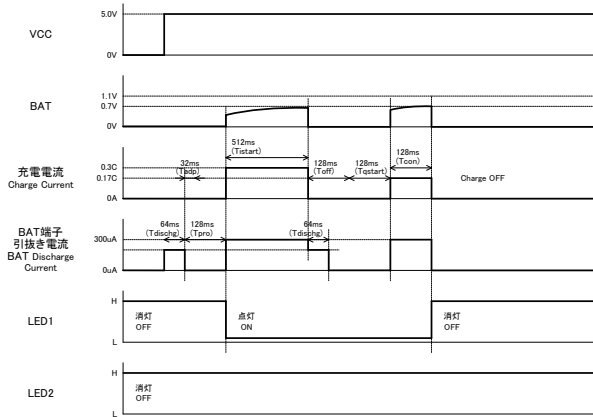 VCC
5.0V
0V
BAT
1.1V
0.7V
0V
512ms
(Tistart)
128ms
(Tcon)
充電電流
Charge Current
0.3C
0.17C
0A
32ms
(Tadp)
128ms
(Toff)
128ms
(Tqstart)
Charge OFF
BAT端子
引抜き電流
BAT Discharge
Current
300uA
0uA
64ms
(Tdischg)
128ms
(Tpro)
64ms
(Tdischg)
LED1
H
L
消灯
OFF
点灯
ON
消灯
OFF
LED2
H
L
消灯
OFF